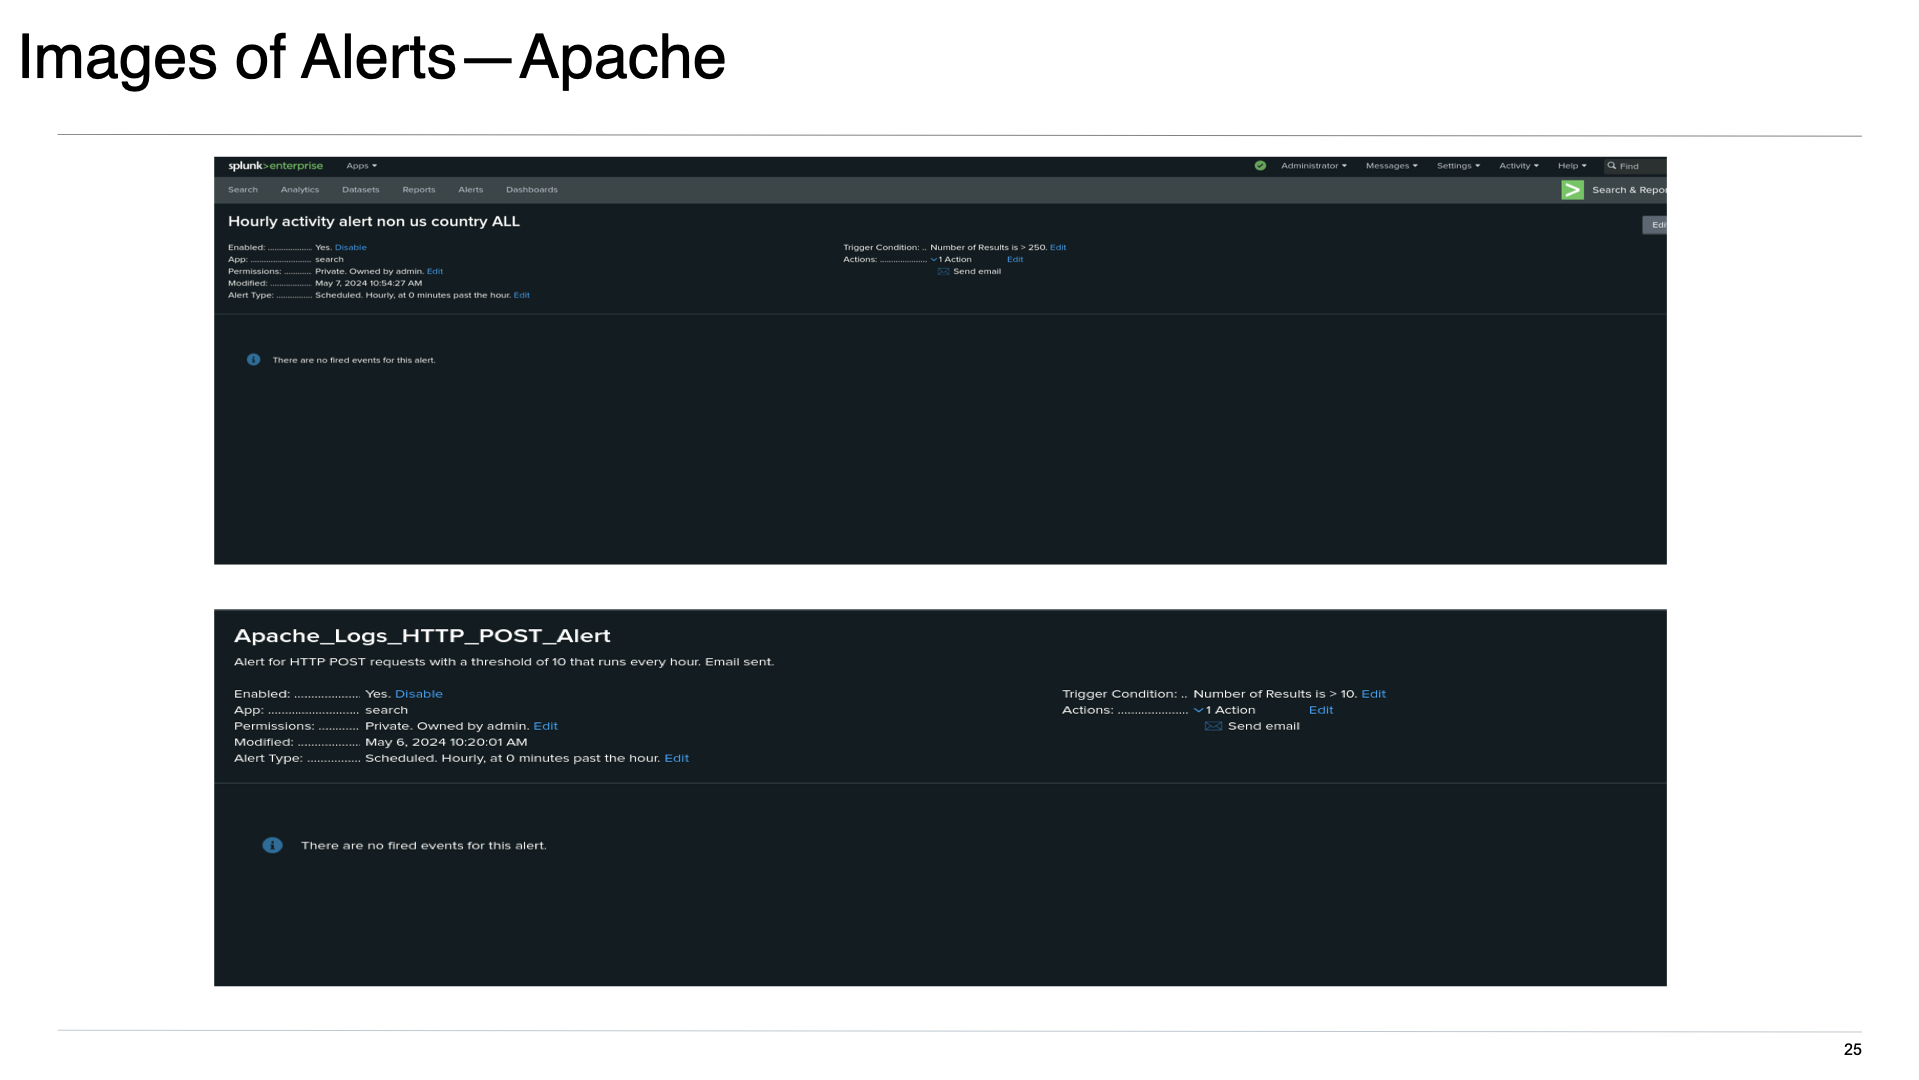 Images of Alerts—Apache
splunk>enterprise Apps Administrator Messages Settings Activity Help Find
Search Analytics Datasets Reports Alerts Dashboards Search & Repor
Hourly activity alert non us country ALL Edi
Enabled: .................... Yes. Disable Trigger Condition: .. Number of Results is > 250. Edit
App: ............................ search Actions: ..................... 1 Action Edit
Permissions: ............ Private. Owned by admin. Edit Send email
Modified: ................... May 7, 2024 10:54:27 AM
Alert Type: ................ Scheduled. Hourly, at 0 minutes past the hour. Edit
There are no fired events for this alert.
Apache_Logs_HTTP_POST_Alert
Alert for HTTP POST requests with a threshold of 10 that runs every hour. Email sent.
Enabled: ................... Yes. Disable Trigger Condition: .. Number of Results is > 10. Edit
App: ........................... search Actions: ..................... 1 Action Edit
Permissions: ............ Private. Owned by admin. Edit Send email
Modified: .................. May 6, 2024 10:20:01 AM
Alert Type: ................ Scheduled. Hourly, at 0 minutes past the hour. Edit
There are no fired events for this alert.
25